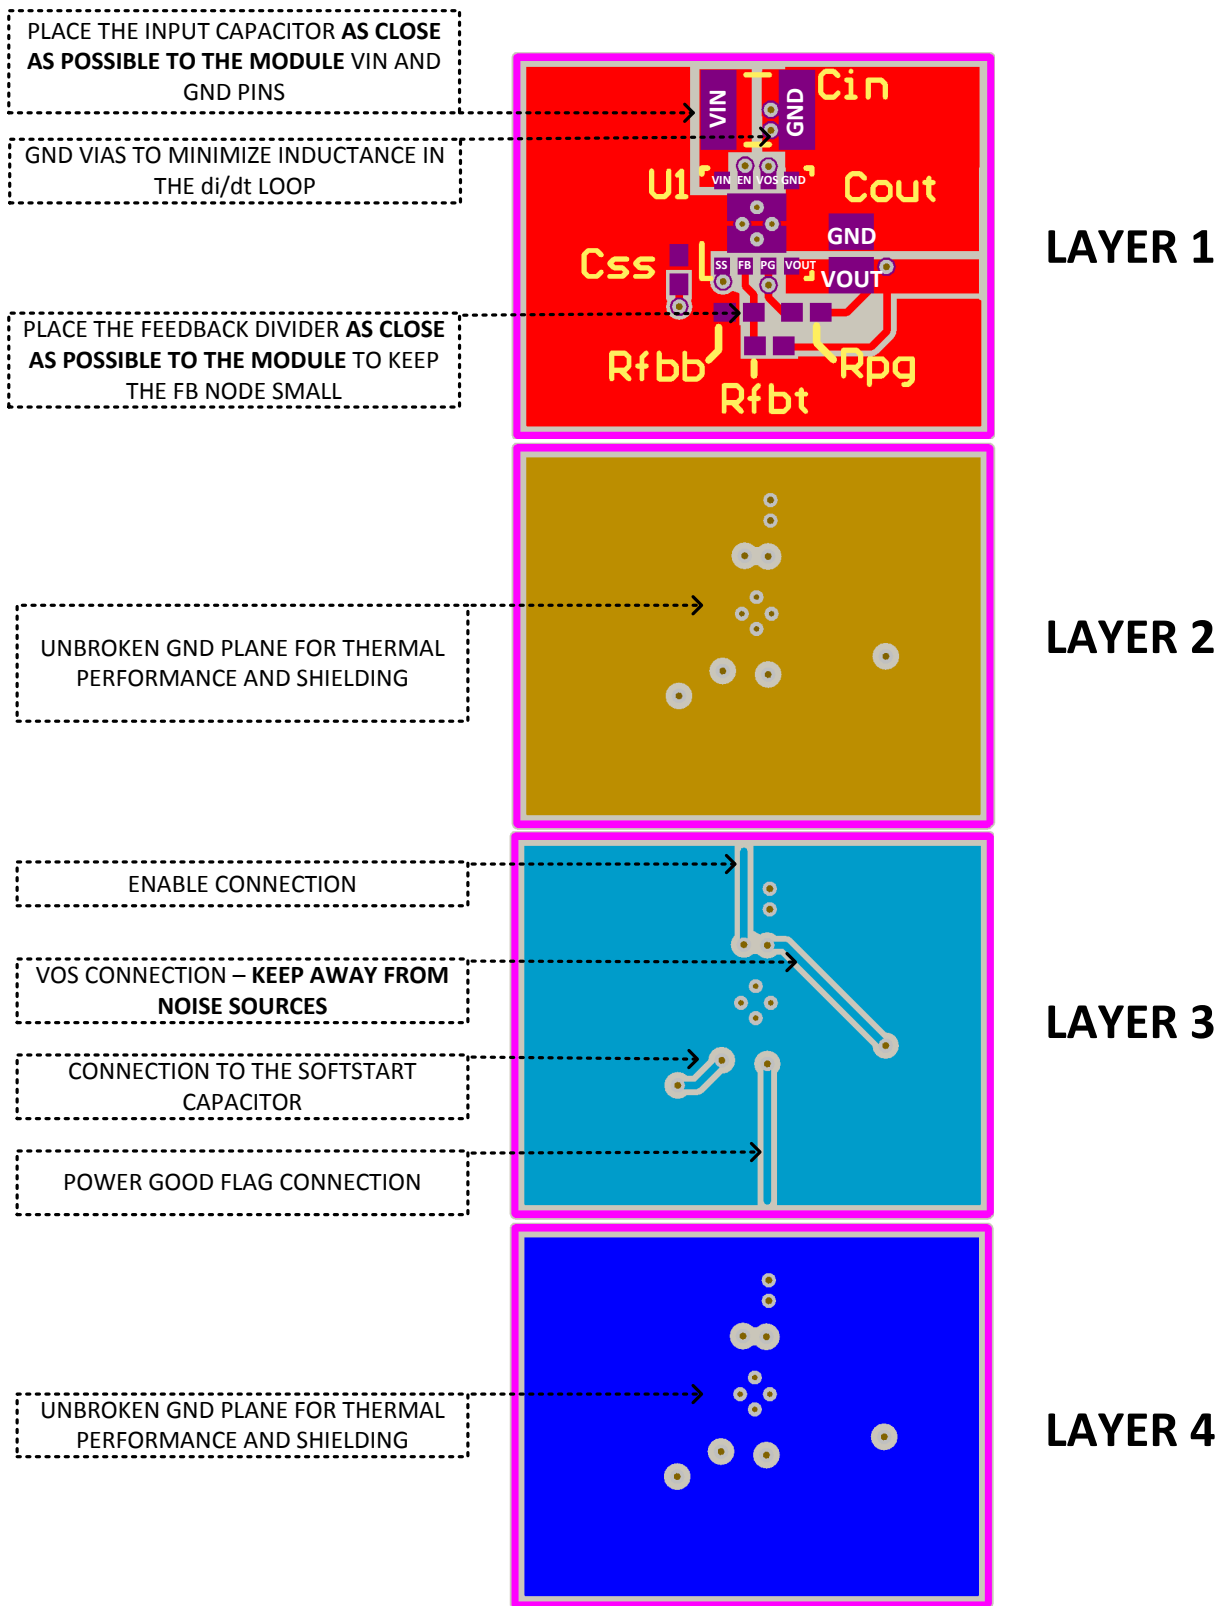 PLACE THE INPUT CAPACITOR AS CLOSE
AS POSSIBLE TO THE MODULE VIN AND
GND PINS
GND VIAS TO MINIMIZE INDUCTANCE IN
THE di/dt LOOP
PLACE THE FEEDBACK DIVIDER AS CLOSE
AS POSSIBLE TO THE MODULE TO KEEP
THE FB NODE SMALL
VIN
GND
Cin
U1
VIN EN VOS GND
Cout
GND
VOUT
Css
SS FB PG VOUT
Rfbb
Rfbt
Rpg
LAYER 1
UNBROKEN GND PLANE FOR THERMAL
PERFORMANCE AND SHIELDING
LAYER 2
ENABLE CONNECTION
VOS CONNECTION – KEEP AWAY FROM
NOISE SOURCES
CONNECTION TO THE SOFTSTART
CAPACITOR
POWER GOOD FLAG CONNECTION
LAYER 3
UNBROKEN GND PLANE FOR THERMAL
PERFORMANCE AND SHIELDING
LAYER 4